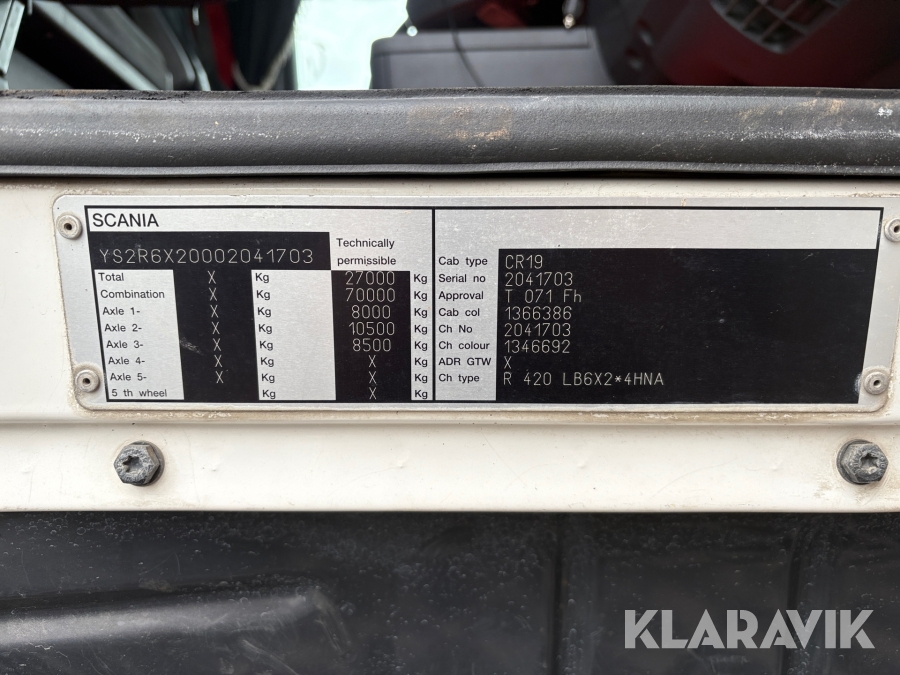 SCANIA
YS2R6X20002041703 Technically permissible
Total X Kg 27000 Kg
Combination X Kg 70000 Kg
Axle 1- X Kg 8000 Kg
Axle 2- X Kg 10500 Kg
Axle 3- X Kg 8500 Kg
Axle 4- X Kg X Kg
Axle 5- X Kg X Kg
5 th wheel Kg X Kg
Cab type CR19
Serial no 2041703
Approval T 071 Fh
Cab col 1366386
Ch No 2041703
Ch colour 1346692
ADR GTW X
Ch type R 420 LB6X2*4HNA
KLARAVIK